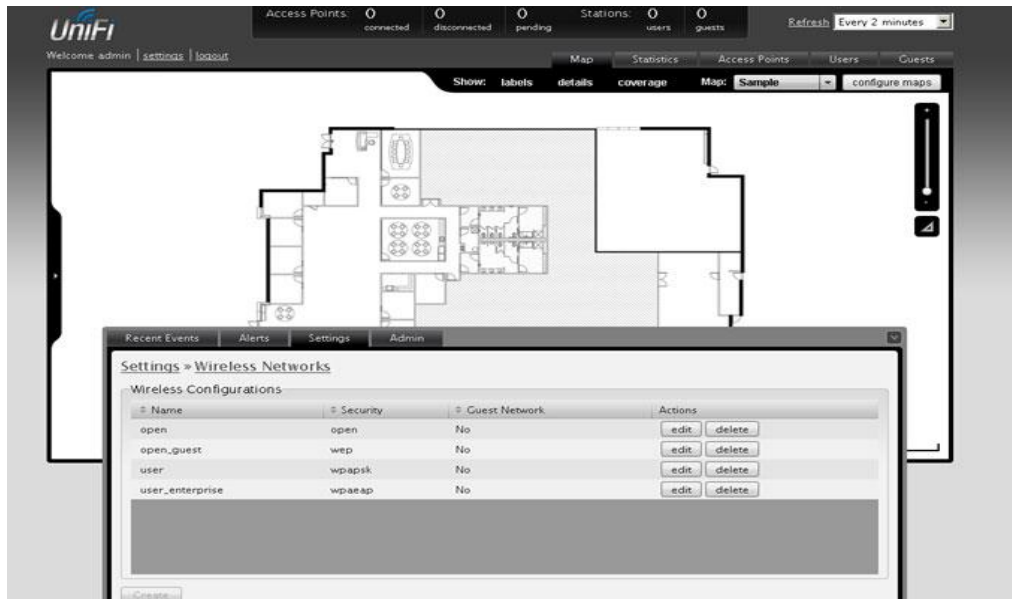 UniFi
Access Points: 0 connected 0 disconnected 0 pending Stations: 0 users 0 guests
Refresh Every 2 minutes
Welcome admin | settings | logout
Map Statistics Access Points Users Guests
Show: labels details coverage Map: Sample configure maps
Recent Events Alerts Settings Admin
Settings » Wireless Networks
Wireless Configurations
Name Security Guest Network Actions
open open No edit delete
open_guest wep No edit delete
user wpapsk No edit delete
user_enterprise wpaeap No edit delete
Create